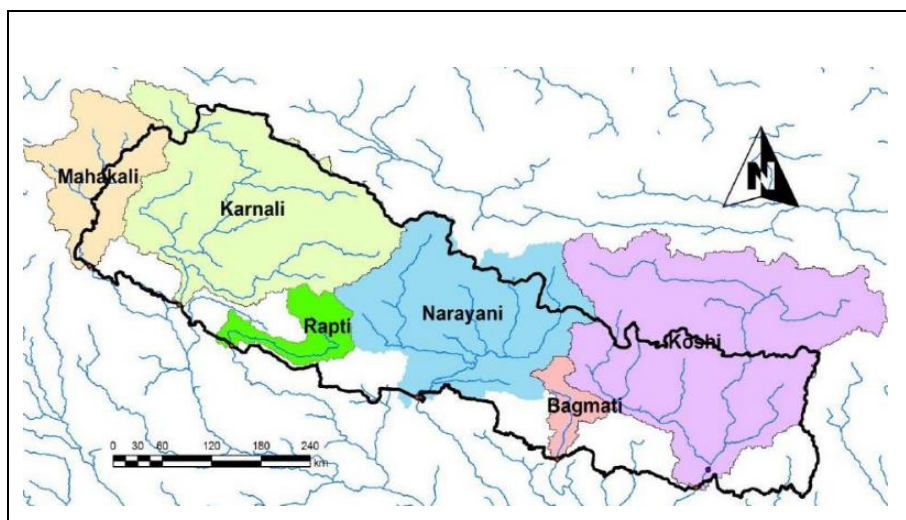 N
Mahakali
Karnali
Rapti
Narayani
Koshi
Bagmati
0 30 60 120 180 240
km